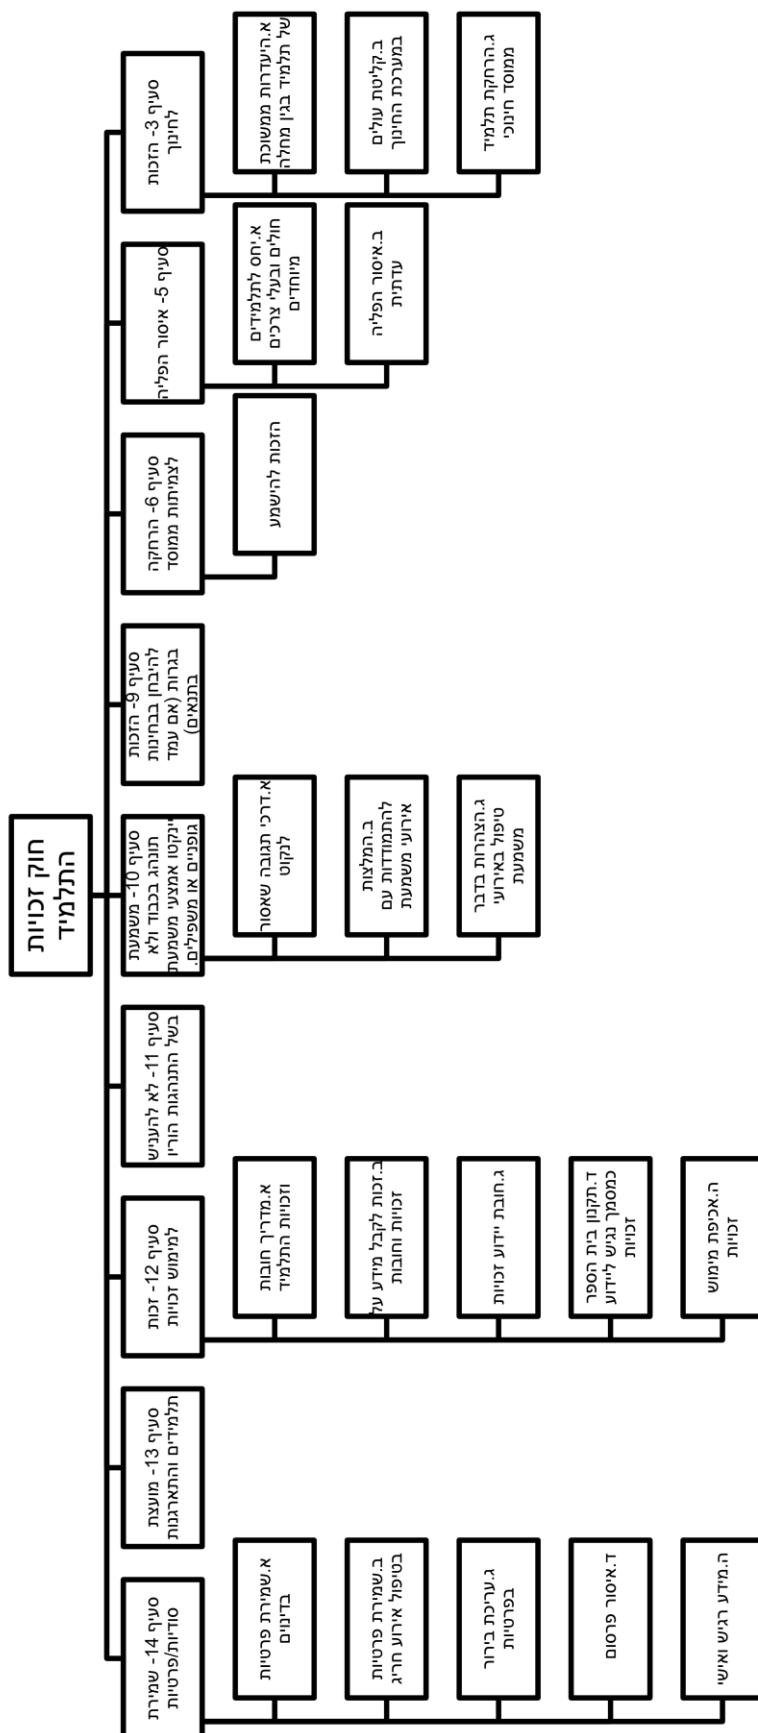 חוק זכויות
התלמיד
סעיף 3- הזכות
לחינוך
א.היעדרות ממושכת
של תלמיד בגין מחלה
ב.קליטת עולים
במערכת החינוך
ג.הרחקת תלמיד
ממוסד חינוכי
סעיף 5- איסור הפליה
א.יחס לתלמידים
חולים ובעלי צרכים
מיוחדים
ב.איסור הפליה
עדתית
סעיף 6- הרחקה
לצמיתות ממוסד
הזכות להישמע
סעיף 9- הזכות
להיבחן בבחינות
בגרות (אם עמד
בתנאים)
סעיף 10- משמעת
תונהג בכבוד ולא
יינקטו אמצעי משמעת
גופניים או משפילים.
א.דרכי תגובה שאסור
לנקוט
ב.המלצות
להתמודדות עם
אירועי משמעת
ג.הצהרות בדבר
טיפול באירועי
משמעת
סעיף 11- לא להעניש
בשל התנהגות הוריו
סעיף 12- זכות
למימוש זכויות
א.מדריך חובות
וזכויות התלמיד
ב.זכות לקבל מידע על
זכויות וחובות
ג.חובת יידוע זכויות
ד.תקנון בית הספר
כמסמך נגיש ליידוע
זכויות
ה.אכיפת מימוש
זכויות
סעיף 13- מועצת
תלמידים והתארגנות
סעיף 14- שמירת
סודיות/פרטיות
א.שמירת פרטיות
בדיונים
ב.שמירת פרטיות
בטיפול אירוע חריג
ג.עריכת בירור
בפרטיות
ד.איסור פרסום
ה.מידע רגיש ואישי